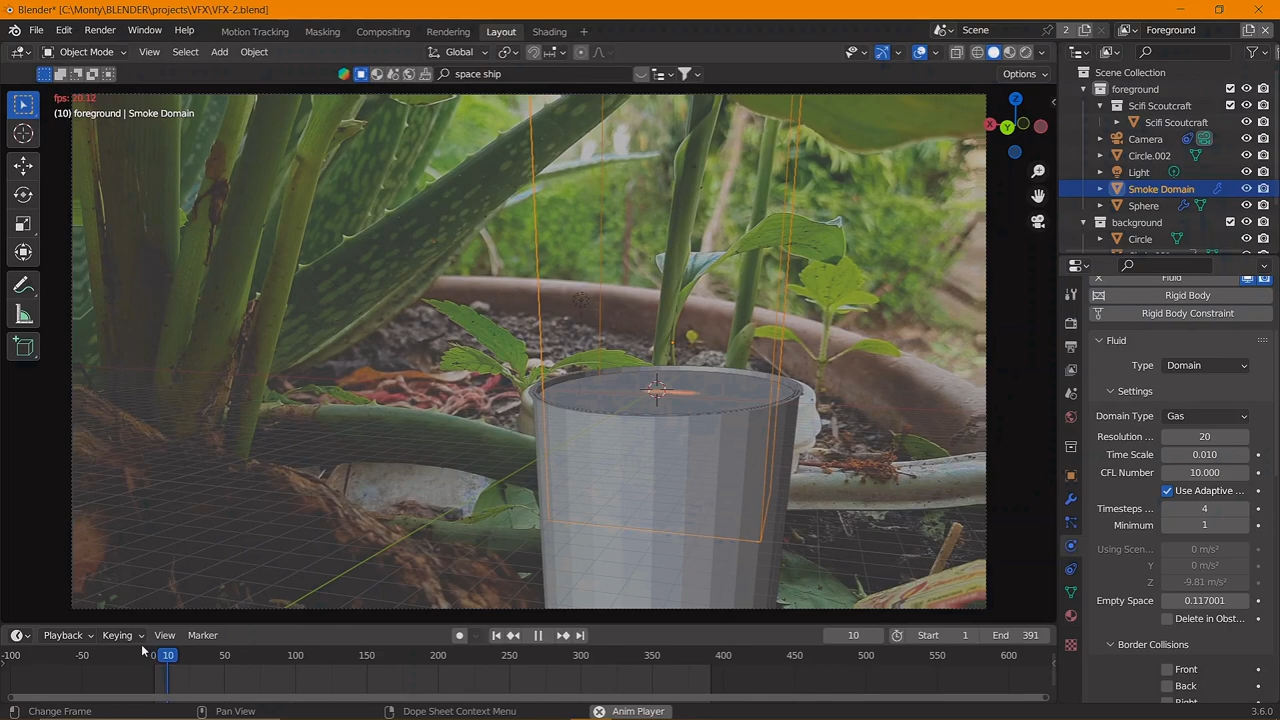 Blender* [C:\Monty\BLENDER\projects\VFX\VFX-2.blend]
File Edit Render Window Help Motion Tracking Masking Compositing Rendering Layout Shading + Scene 2 Foreground
Object Mode View Select Add Object Global
space ship Options
fps: 20.12
(10) foreground | Smoke Domain
X Y Z
Scene Collection
foreground
Scifi Scoutcraft
Scifi Scoutcraft
Camera
Circle.002
Light
Smoke Domain
Sphere
background
Circle
Fluid
Rigid Body
Rigid Body Constraint
Fluid
Type Domain
Settings
Domain Type Gas
Resolution ... 20
Time Scale 0.010
CFL Number 10.000
Use Adaptive ...
Timesteps ... 4
Minimum 1
Using Scen... 0 m/s²
Y 0 m/s²
Z -9.81 m/s²
Empty Space 0.117001
Delete in Obst...
Border Collisions
Front
Back
Playback Keying View Marker 10 Start 1 End 391
-100 -50 0 10 50 100 150 200 250 300 350 400 450 500 550 600
Change Frame Pan View Dope Sheet Context Menu Anim Player 3.6.0